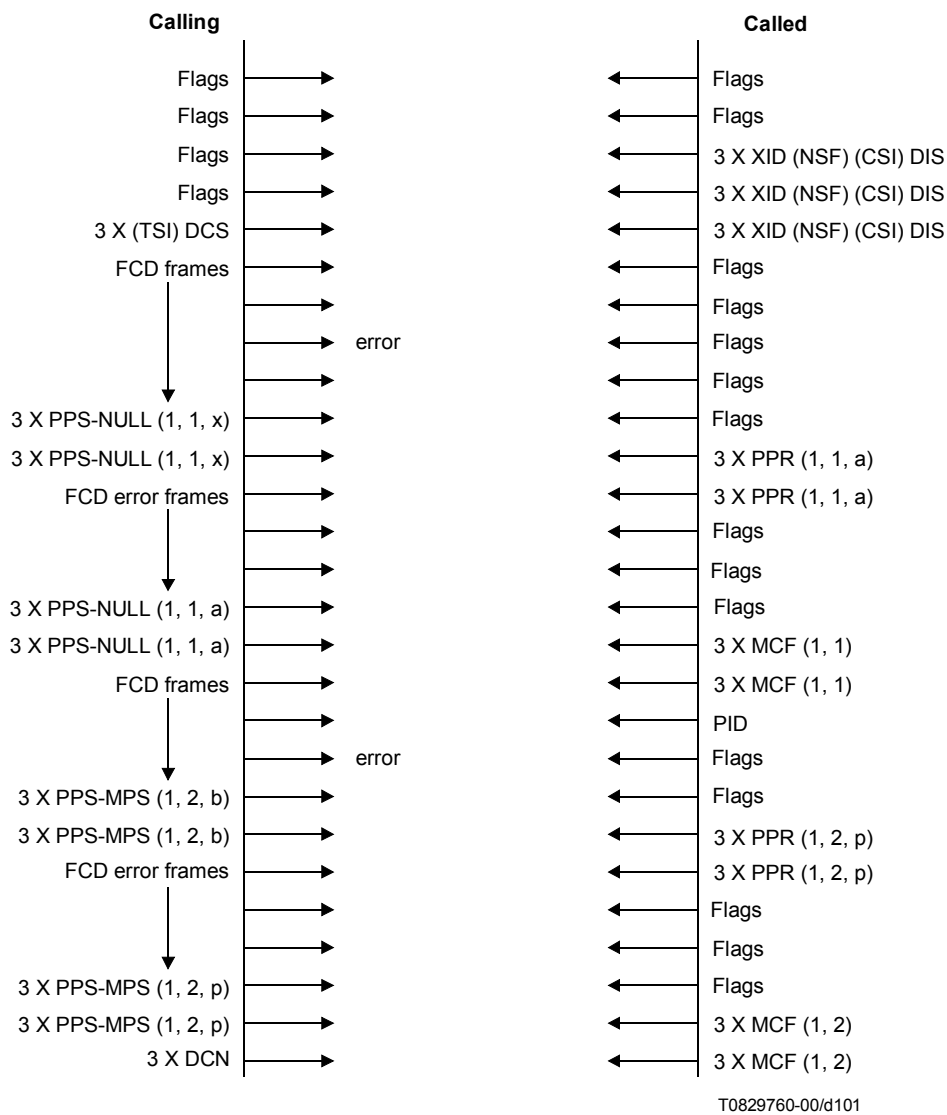 Calling Called
Flags Flags
Flags Flags
Flags 3 X XID (NSF) (CSI) DIS
Flags 3 X XID (NSF) (CSI) DIS
3 X (TSI) DCS 3 X XID (NSF) (CSI) DIS
FCD frames Flags
Flags
error Flags
Flags
3 X PPS-NULL (1, 1, x) Flags
3 X PPS-NULL (1, 1, x) 3 X PPR (1, 1, a)
FCD error frames 3 X PPR (1, 1, a)
Flags
Flags
3 X PPS-NULL (1, 1, a) Flags
3 X PPS-NULL (1, 1, a) 3 X MCF (1, 1)
FCD frames 3 X MCF (1, 1)
PID
error Flags
3 X PPS-MPS (1, 2, b) Flags
3 X PPS-MPS (1, 2, b) 3 X PPR (1, 2, p)
FCD error frames 3 X PPR (1, 2, p)
Flags
Flags
3 X PPS-MPS (1, 2, p) Flags
3 X PPS-MPS (1, 2, p) 3 X MCF (1, 2)
3 X DCN 3 X MCF (1, 2)
T0829760-00/d101